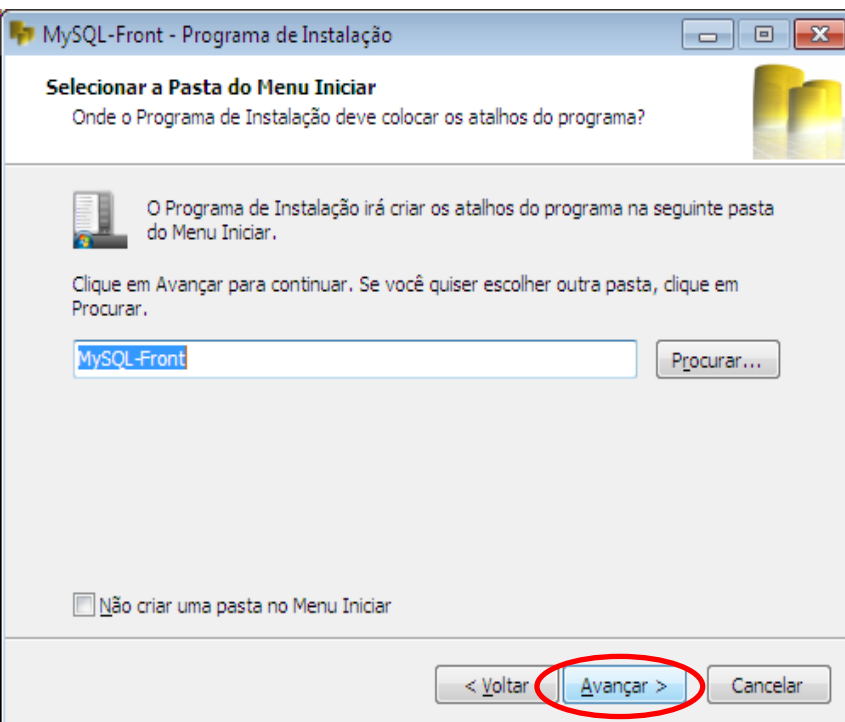 MySQL-Front - Programa de Instalação
Selecionar a Pasta do Menu Iniciar
Onde o Programa de Instalação deve colocar os atalhos do programa?
O Programa de Instalação irá criar os atalhos do programa na seguinte pasta
do Menu Iniciar.
Clique em Avançar para continuar. Se você quiser escolher outra pasta, clique em
Procurar.
MySQL-Front
Procurar...
Não criar uma pasta no Menu Iniciar
< Voltar
Avançar >
Cancelar